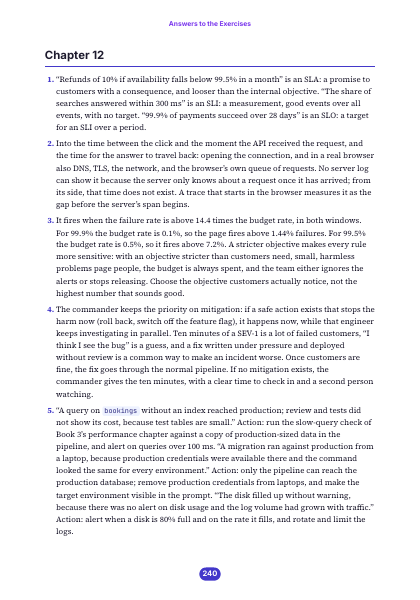 Answers to the Exercises
Chapter 12
1. “Refunds of 10% if availability falls below 99.5% in a month” is an SLA: a promise to
customers with a consequence, and looser than the internal objective. “The share of
searches answered within 300 ms” is an SLI: a measurement, good events over all
events, with no target. “99.9% of payments succeed over 28 days” is an SLO: a target
for an SLI over a period.
2. Into the time between the click and the moment the API received the request, and
the time for the answer to travel back: opening the connection, and in a real browser
also DNS, TLS, the network, and the browser’s own queue of requests. No server log
can show it because the server only knows about a request once it has arrived; from
its side, that time does not exist. A trace that starts in the browser measures it as the
gap before the server’s span begins.
3. It fires when the failure rate is above 14.4 times the budget rate, in both windows.
For 99.9% the budget rate is 0.1%, so the page fires above 1.44% failures. For 99.5%
the budget rate is 0.5%, so it fires above 7.2%. A stricter objective makes every rule
more sensitive: with an objective stricter than customers need, small, harmless
problems page people, the budget is always spent, and the team either ignores the
alerts or stops releasing. Choose the objective customers actually notice, not the
highest number that sounds good.
4. The commander keeps the priority on mitigation: if a safe action exists that stops the
harm now (roll back, switch off the feature flag), it happens now, while that engineer
keeps investigating in parallel. Ten minutes of a SEV-1 is a lot of failed customers, “I
think I see the bug” is a guess, and a fix written under pressure and deployed
without review is a common way to make an incident worse. Once customers are
fine, the fix goes through the normal pipeline. If no mitigation exists, the
commander gives the ten minutes, with a clear time to check in and a second person
watching.
5. “A query on bookings without an index reached production; review and tests did
not show its cost, because test tables are small.” Action: run the slow-query check of
Book 3’s performance chapter against a copy of production-sized data in the
pipeline, and alert on queries over 100 ms. “A migration ran against production from
a laptop, because production credentials were available there and the command
looked the same for every environment.” Action: only the pipeline can reach the
production database; remove production credentials from laptops, and make the
target environment visible in the prompt. “The disk filled up without warning,
because there was no alert on disk usage and the log volume had grown with traffic.”
Action: alert when a disk is 80% full and on the rate it fills, and rotate and limit the
logs.
240